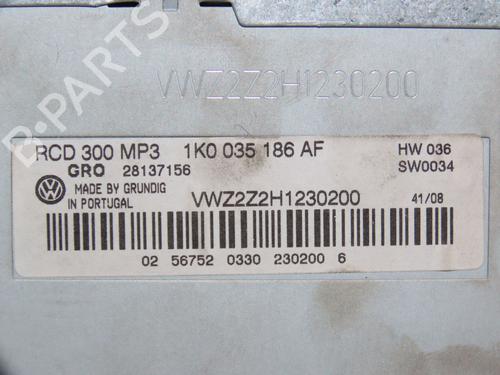 B-PARTS
VWZ2Z2H1230200
RCD 300 MP3 1K0 035 186 AF HW 036
GRO 28137156 SW0034
MADE BY GRUNDIG
IN PORTUGAL
VWZ2Z2H1230200 41/08
02 56752 0330 230200 6